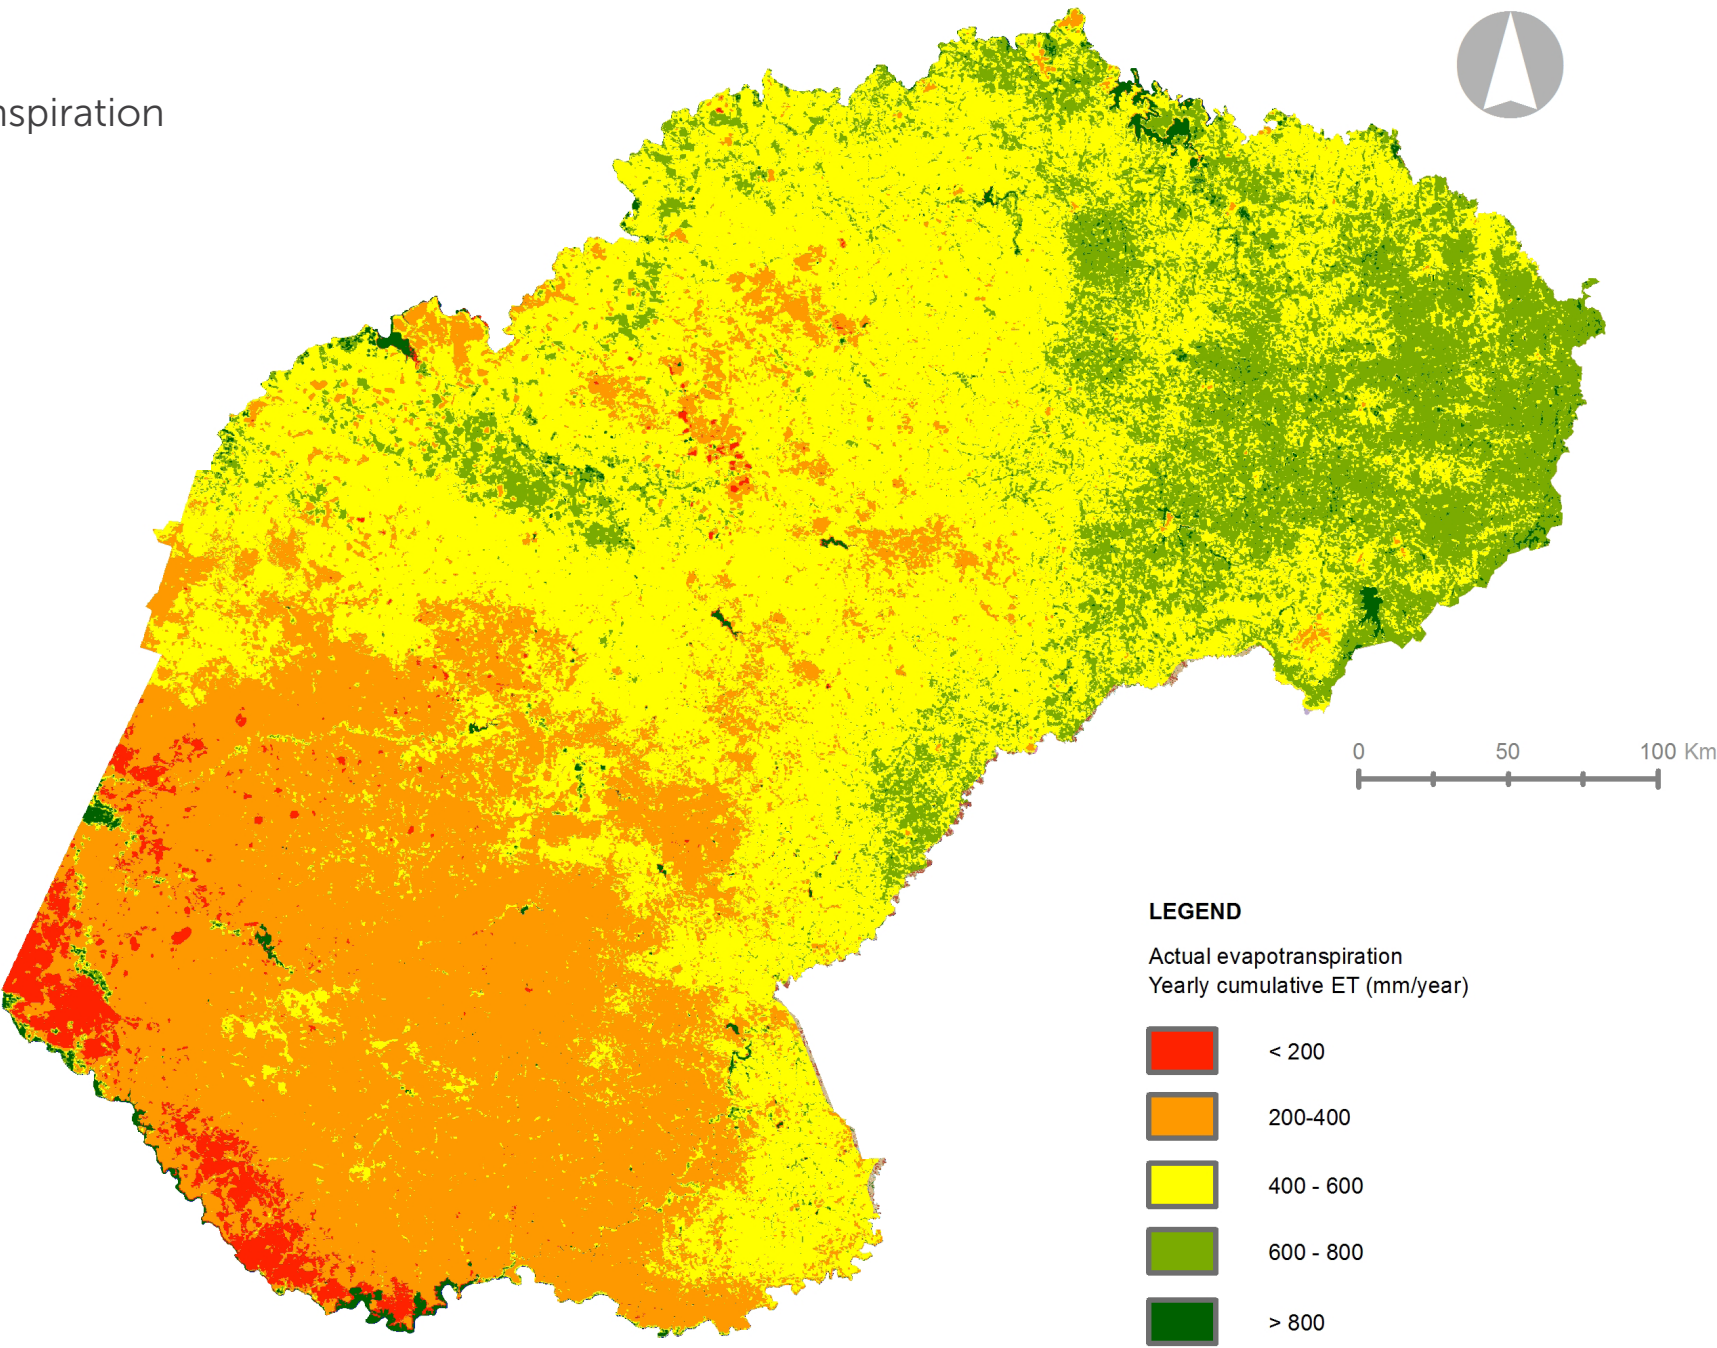 nspiration
0 50 100 Km
LEGEND
Actual evapotranspiration
Yearly cumulative ET (mm/year)
< 200
200-400
400 - 600
600 - 800
> 800